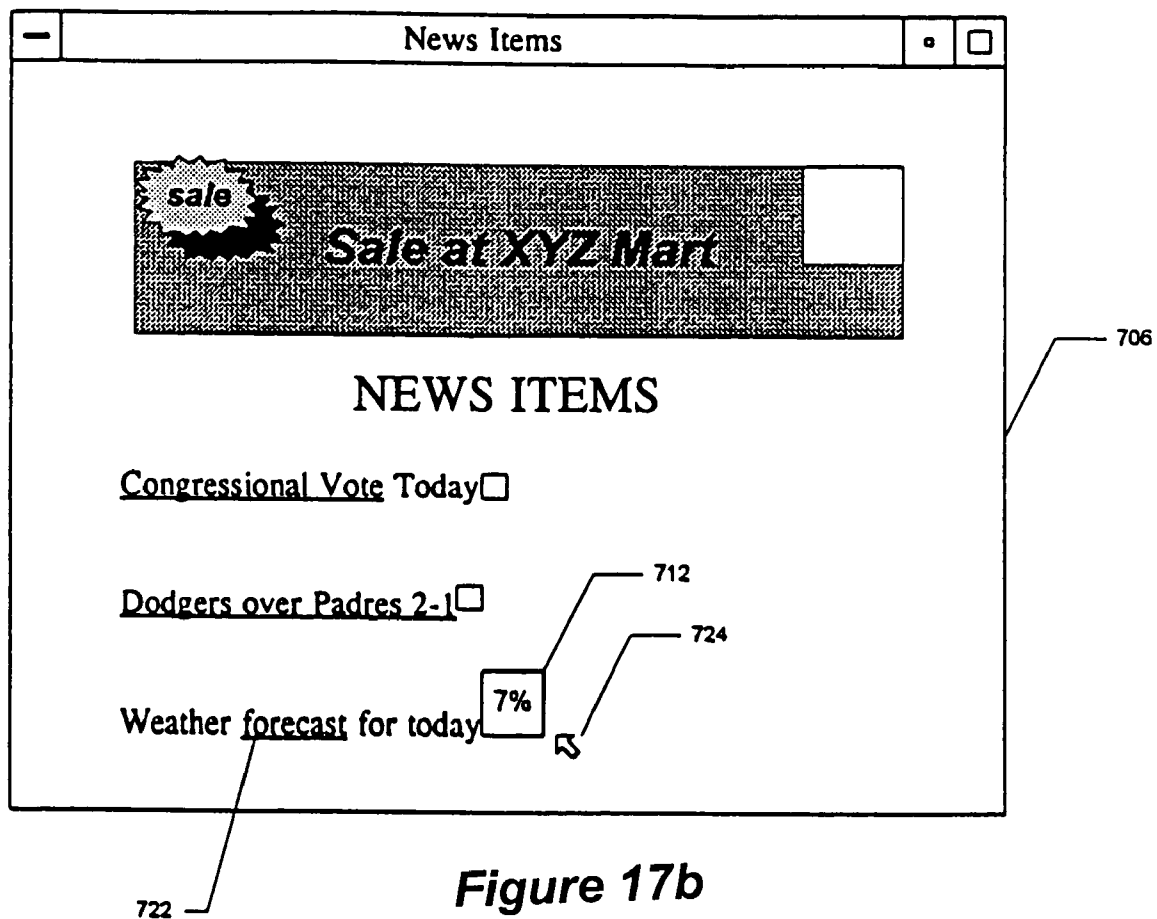 News Items
sale
Sale at XYZ Mart
706
NEWS ITEMS
Congressional Vote Today
712
Dodgers over Padres 2-1
724
7%
Weather forecast for today
722
Figure 17b